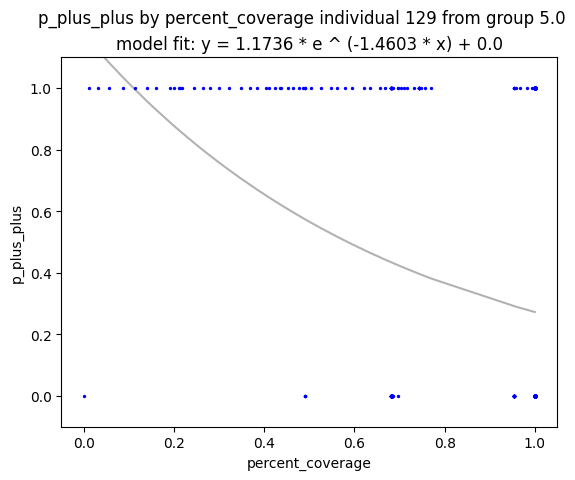 p_plus_plus by percent_coverage individual 129 from group 5.0
model fit: y = 1.1736 * e ^ (-1.4603 * x) + 0.0
1.0
0.8
0.6
0.4
0.2
0.0
p_plus_plus
0.0 0.2 0.4 0.6 0.8 1.0
percent_coverage